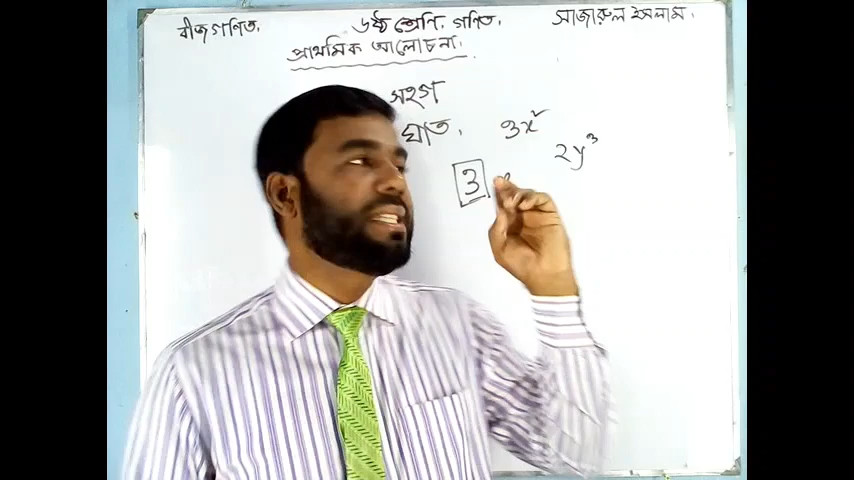 বীজগণিত. ৬ষ্ঠ শ্রেণি. গণিত. সাজারুল ইসলাম.
প্রাথমিক আলোচনা.
সহগ
ঘাত. 3x²
2y³
3